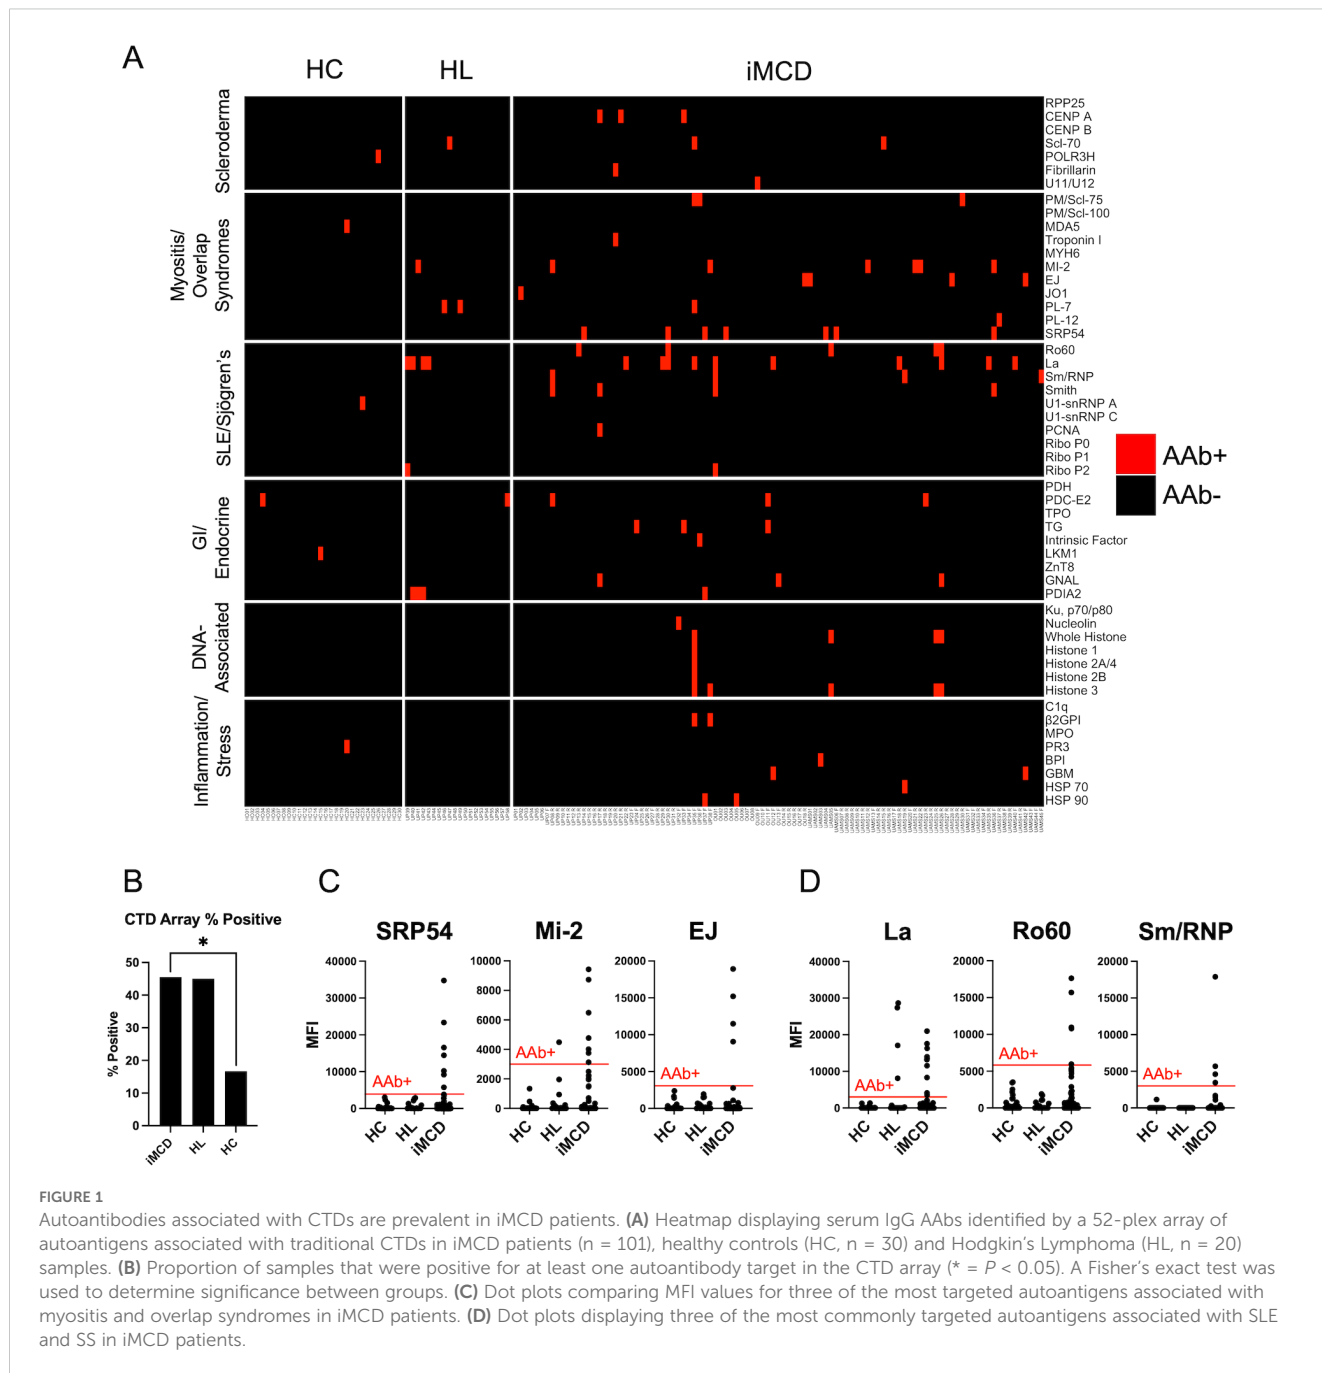 A
HC
HL
iMCD
Scleroderma
RPP25
CENP A
CENP B
Scl-70
POLR3H
Fibrillarin
U11/U12
Myositis/
Overlap
Syndromes
PM/Scl-75
PM/Scl-100
MDA5
Troponin I
MYH6
MI-2
EJ
JO1
PL-7
PL-12
SRP54
SLE/Sjögren's
Ro60
La
Sm/RNP
Smith
U1-snRNP A
U1-snRNP C
PCNA
Ribo P0
Ribo P1
Ribo P2
AAb+
AAb-
GI/
Endocrine
PDH
PDC-E2
TPO
TG
Intrinsic Factor
LKM1
ZnT8
GNAL
PDIA2
DNA-
Associated
Ku, p70/p80
Nucleolin
Whole Histone
Histone 1
Histone 2A/4
Histone 2B
Histone 3
Inflammation/
Stress
C1q
β2GPI
MPO
PR3
BPI
GBM
HSP 70
HSP 90
B
CTD Array % Positive
*
% Positive
50
40
30
20
10
0
iMCD
HL
HC
C
SRP54
MFI
40000
30000
20000
10000
0
AAb+
HC
HL
iMCD
Mi-2
10000
8000
6000
4000
2000
0
AAb+
HC
HL
iMCD
EJ
20000
15000
10000
5000
0
AAb+
HC
HL
iMCD
D
La
MFI
40000
30000
20000
10000
0
AAb+
HC
HL
iMCD
Ro60
20000
15000
10000
5000
0
AAb+
HC
HL
iMCD
Sm/RNP
20000
15000
10000
5000
0
AAb+
HC
HL
iMCD
FIGURE 1
Autoantibodies associated with CTDs are prevalent in iMCD patients. (A) Heatmap displaying serum IgG AAbs identified by a 52-plex array of
autoantigens associated with traditional CTDs in iMCD patients (n = 101), healthy controls (HC, n = 30) and Hodgkin's Lymphoma (HL, n = 20)
samples. (B) Proportion of samples that were positive for at least one autoantibody target in the CTD array (* = P < 0.05). A Fisher's exact test was
used to determine significance between groups. (C) Dot plots comparing MFI values for three of the most targeted autoantigens associated with
myositis and overlap syndromes in iMCD patients. (D) Dot plots displaying three of the most commonly targeted autoantigens associated with SLE
and SS in iMCD patients.